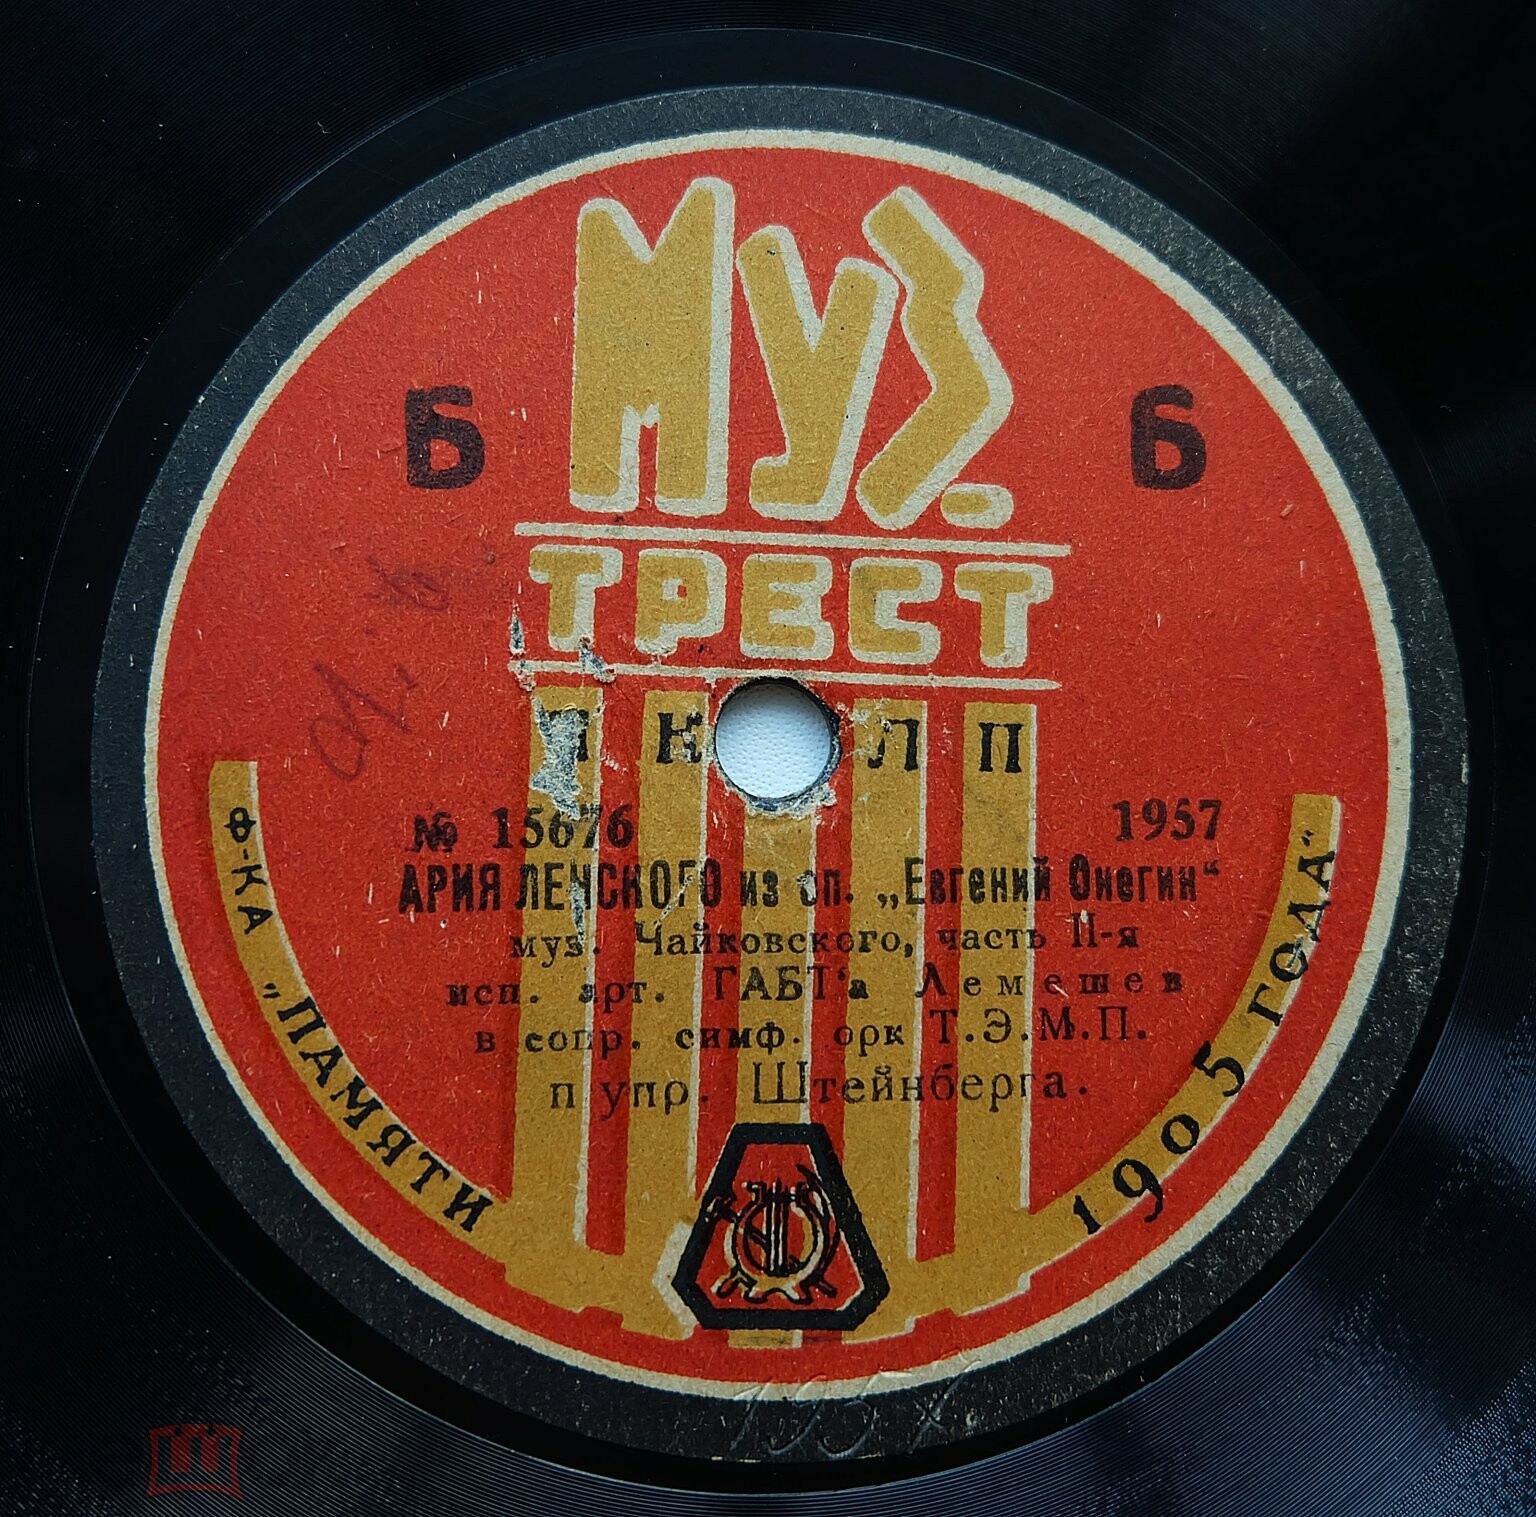 МУЗ.
ТРЕСТ
Б Б
Л П
№ 15676 1957
АРИЯ ЛЕНСКОГО из оп. „Евгений Онегин“
муз. Чайковского, часть II-я
исп. арт. ГАБТ'а Лемешев
в сопр. симф. орк Т.Э.М.П.
п упр. Штейнберга.
Ф-КА „ПАМЯТИ 1905 ГОДА“